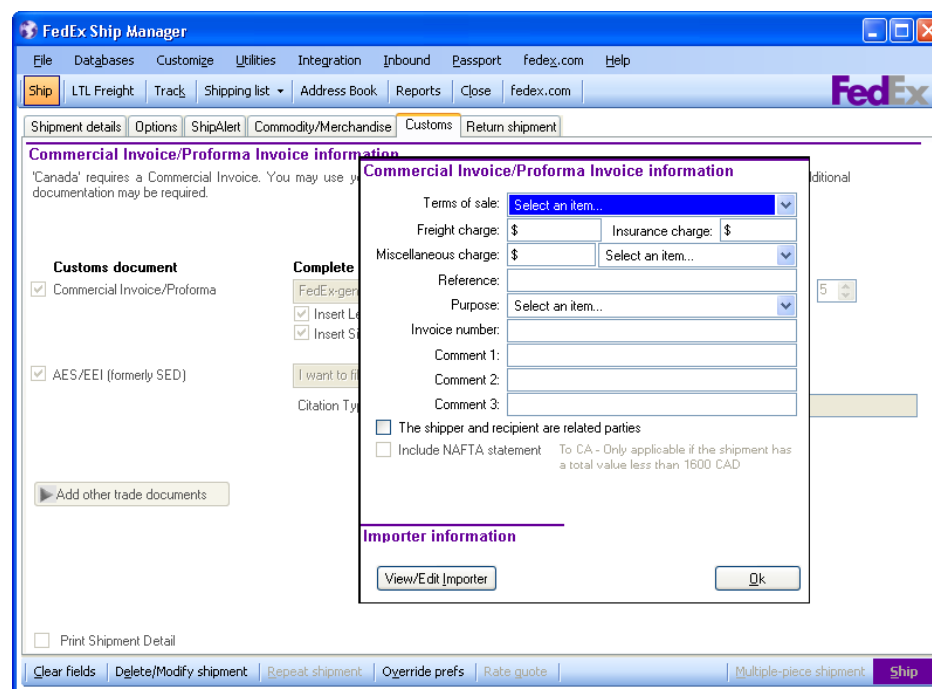 FedEx Ship Manager
File Databases Customize Utilities Integration Inbound Passport fedex.com Help
Ship LTL Freight Track Shipping list Address Book Reports Close fedex.com
FedEx
Shipment details Options ShipAlert Commodity/Merchandise Customs Return shipment
Commercial Invoice/Proforma Invoice information
'Canada' requires a Commercial Invoice. You may use
documentation may be required.
Customs document
Complete
Commercial Invoice/Proforma
FedEx-gen
5
Insert Le
Insert Si
AES/EEI (formerly SED)
I want to fil
Citation Ty
Add other trade documents
Print Shipment Detail
Commercial Invoice/Proforma Invoice information
Terms of sale: Select an item...
Freight charge: $ Insurance charge: $
Miscellaneous charge: $ Select an item...
Reference:
Purpose: Select an item...
Invoice number:
Comment 1:
Comment 2:
Comment 3:
The shipper and recipient are related parties
Include NAFTA statement To CA - Only applicable if the shipment has
a total value less than 1600 CAD
Importer information
View/Edit Importer Ok
Clear fields Delete/Modify shipment Repeat shipment Override prefs Rate quote Multiple-piece shipment Ship